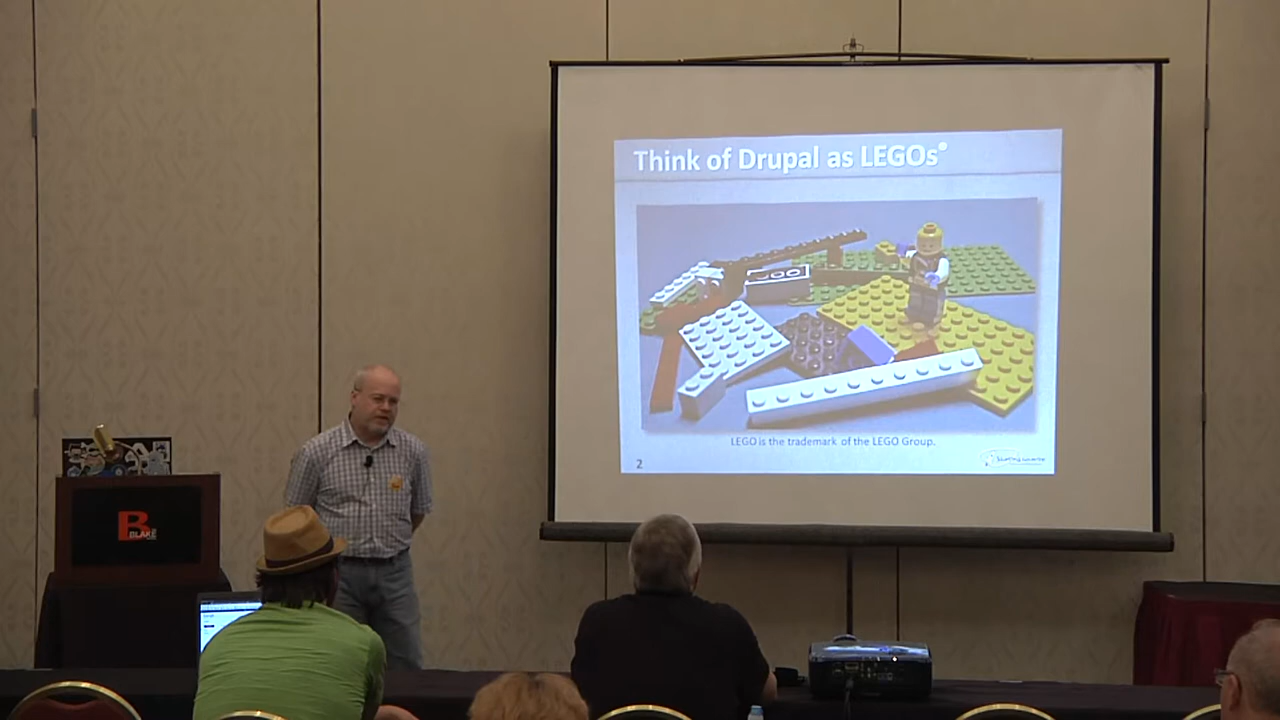 Think of Drupal as LEGOs®
LEGO is the trademark of the LEGO Group.
2
B
BLAKE